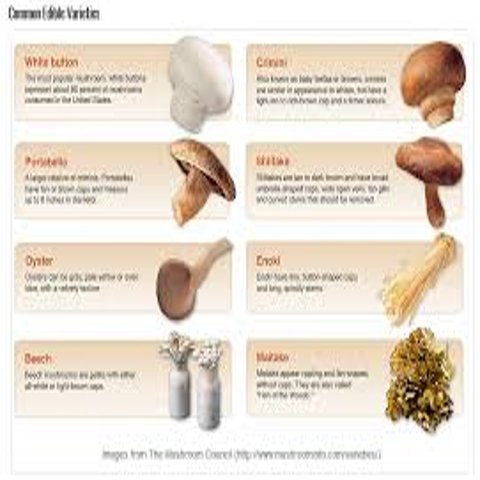 Common Edible Varieties
White button
The most popular mushroom, white buttons
represent about 90 percent of mushrooms
consumed in the United States.
Crimini
Also known as baby bellas or browns, criminis
are similar in appearance to whites, but have a
light-tan to rich-brown cap and a firmer texture.
Portabella
A larger relative of criminis, Portabellas
have tan or brown caps and measure
up to 6 inches in diameter.
Shiitake
Shiitakes are tan to dark brown and have broad
umbrella-shaped caps, wide open veils, tan gills
and curved stems that should be removed.
Oyster
Oysters can be gray, pale yellow or even
blue, with a velvety texture.
Enoki
Enoki have tiny, button-shaped caps
and long, spindly stems.
Beech
Beech mushrooms are petite with either
all-white or light-brown caps.
Maitake
Maitake appear rippling and fan-shaped,
without caps. They are also called
"Hen of the Woods."
Images from The Mushroom Council (http://www.mushroominfo.com/varieties/)